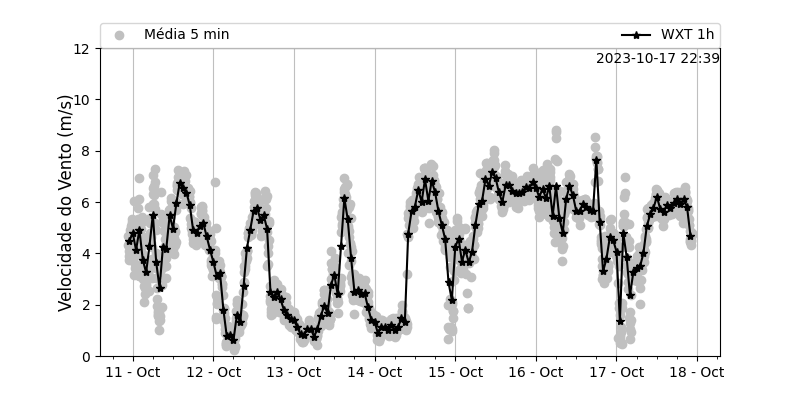 Média 5 min
WXT 1h
2023-10-17 22:39
Velocidade do Vento (m/s)
12
10
8
6
4
2
0
11 - Oct
12 - Oct
13 - Oct
14 - Oct
15 - Oct
16 - Oct
17 - Oct
18 - Oct